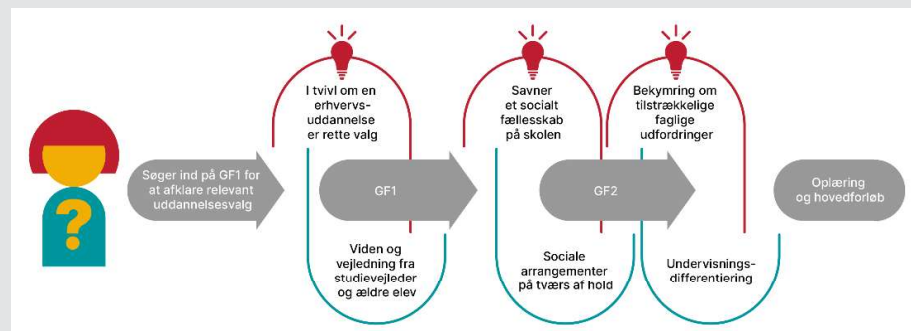 I tvivl om en
erhvervs-
uddannelse
er rette valg
Savner
et socialt
fællesskab
på skolen
Bekymring om
tilstrækkelige
faglige
udfordringer
Søger ind på GF1 for
at afklare relevant
uddannelsesvalg
GF1
GF2
Oplæring
og hovedforløb
?
Viden og
vejledning fra
studievejleder
og ældre elev
Sociale
arrangementer
på tværs af hold
Undervisnings-
differentiering